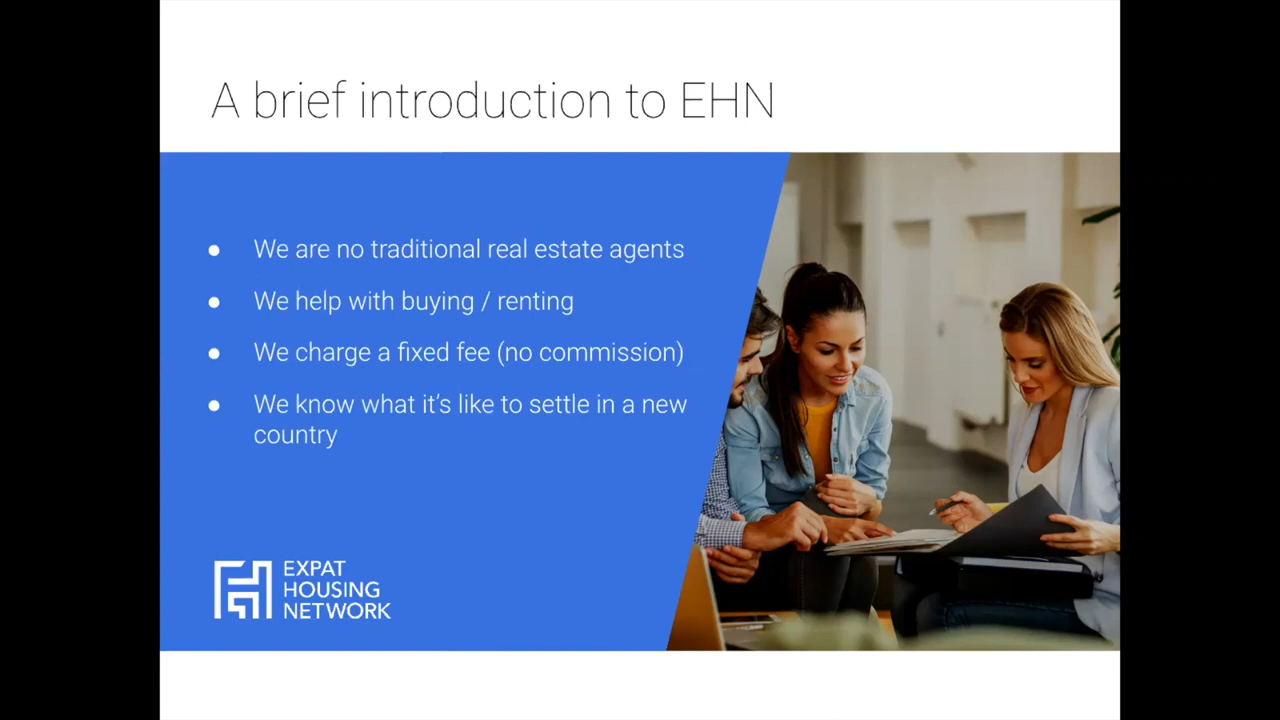 A brief introduction to EHN
● We are no traditional real estate agents
● We help with buying / renting
● We charge a fixed fee (no commission)
● We know what it's like to settle in a new
country
EXPAT
HOUSING
NETWORK